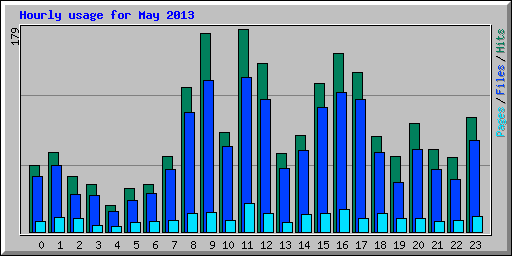 Hourly usage for May 2013
179
Pages / Files / Hits
0 1 2 3 4 5 6 7 8 9 10 11 12 13 14 15 16 17 18 19 20 21 22 23